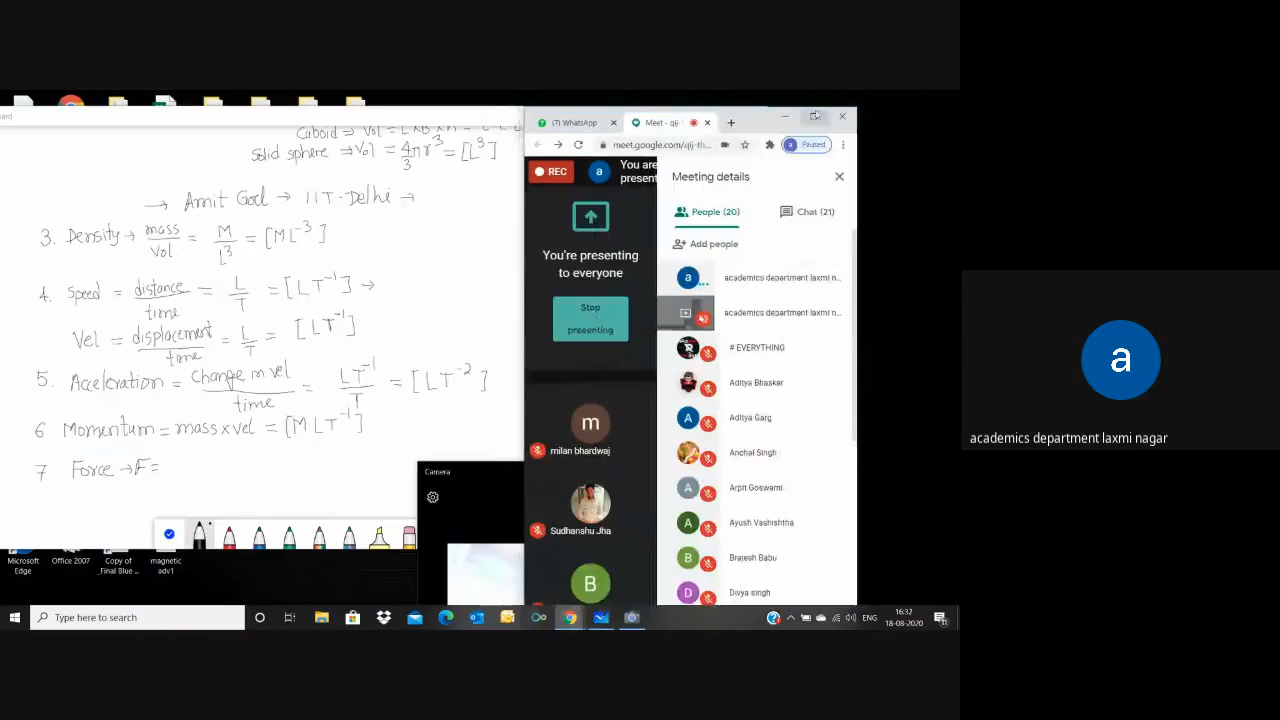 ard
Cuboid → Vol =
Solid sphere → Vol = 4/3 πr³ = [L³]
→ Amit Goel → IIT-Delhi →
3. Density → mass/Vol = M/L³ = [ML⁻³]
4. Speed = distance/time = L/T = [LT⁻¹] →
Vel = displacement/time = L/T = [LT⁻¹]
5. Acceleration = Change in vel/time = LT⁻¹/T = [LT⁻²]
6 Momentum = mass x vel = [MLT⁻¹]
7 Force → F =
Camera
Microsoft Edge
Office 2007
Copy of Final Blue ...
magnetic adv1
Type here to search
(7) WhatsApp
Meet - qij-
meet.google.com/qij-th...
a Paused
REC
a
You are
present
You're presenting
to everyone
Stop
presenting
m
milan bhardwaj
Sudhanshu Jha
B
Meeting details
People (20)
Chat (21)
Add people
a academics department laxmi n...
academics department laxmi n...
# EVERYTHING
Aditya Bhasker
A Aditya Garg
Anchal Singh
A Arpit Goswami
A Ayush Vashishtha
B Brajesh Babu
D Divya singh
ENG
16:32
18-08-2020
a
academics department laxmi nagar